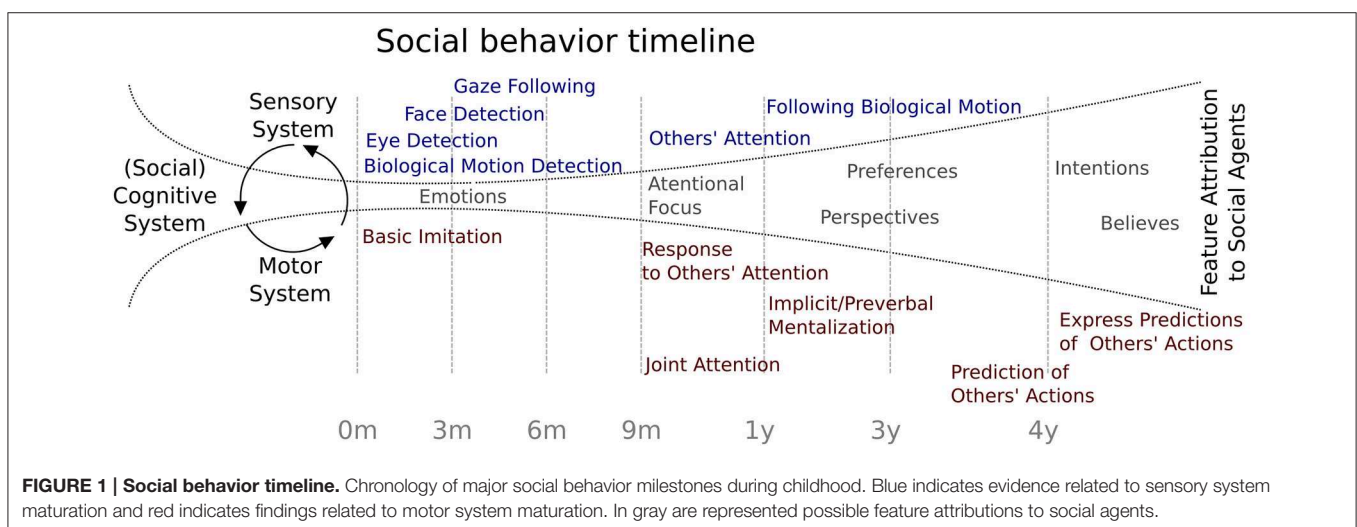 Social behavior timeline
Sensory
System
(Social)
Cognitive
System
Motor
System
Gaze Following
Face Detection
Eye Detection
Biological Motion Detection
Emotions
Basic Imitation
Others' Attention
Atentional
Focus
Response
to Others' Attention
Joint Attention
Following Biological Motion
Preferences
Perspectives
Implicit/Preverbal
Mentalization
Intentions
Believes
Express Predictions
of Others' Actions
Prediction of
Others' Actions
Feature Attribution
to Social Agents
0m 3m 6m 9m 1y 3y 4y
FIGURE 1 | Social behavior timeline. Chronology of major social behavior milestones during childhood. Blue indicates evidence related to sensory system
maturation and red indicates findings related to motor system maturation. In gray are represented possible feature attributions to social agents.